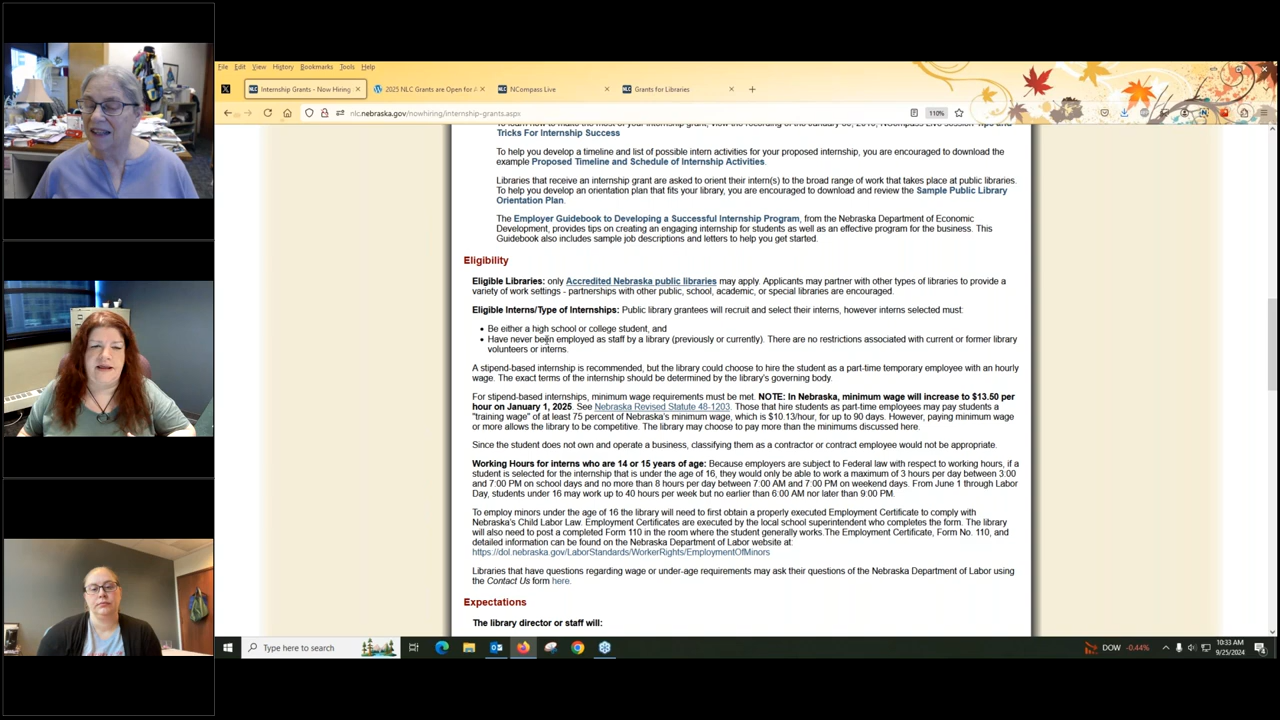 File Edit View History Bookmarks Tools Help
NLC Internship Grants - Now Hiring 2025 NLC Grants are Open for NLC NCompass Live NLC Grants for Libraries
nlc.nebraska.gov/nowhiring/internship-grants.aspx 110%
Tricks For Internship Success
To help you develop a timeline and list of possible intern activities for your proposed internship, you are encouraged to download the
example Proposed Timeline and Schedule of Internship Activities.
Libraries that receive an internship grant are asked to orient their intern(s) to the broad range of work that takes place at public libraries.
To help you develop an orientation plan that fits your library, you are encouraged to download and review the Sample Public Library
Orientation Plan.
The Employer Guidebook to Developing a Successful Internship Program, from the Nebraska Department of Economic
Development, provides tips on creating an engaging internship for students as well as an effective program for the business. This
Guidebook also includes sample job descriptions and letters to help you get started.
Eligibility
Eligible Libraries: only Accredited Nebraska public libraries may apply. Applicants may partner with other types of libraries to provide a
variety of work settings - partnerships with other public, school, academic, or special libraries are encouraged.
Eligible Interns/Type of Internships: Public library grantees will recruit and select their interns, however interns selected must:
• Be either a high school or college student, and
• Have never been employed as staff by a library (previously or currently). There are no restrictions associated with current or former library
volunteers or interns.
A stipend-based internship is recommended, but the library could choose to hire the student as a part-time temporary employee with an hourly
wage. The exact terms of the internship should be determined by the library's governing body.
For stipend-based internships, minimum wage requirements must be met. NOTE: In Nebraska, minimum wage will increase to $13.50 per
hour on January 1, 2025. See Nebraska Revised Statute 48-1203. Those that hire students as part-time employees may pay students a
"training wage" of at least 75 percent of Nebraska's minimum wage, which is $10.13/hour, for up to 90 days. However, paying minimum wage
or more allows the library to be competitive. The library may choose to pay more than the minimums discussed here.
Since the student does not own and operate a business, classifying them as a contractor or contract employee would not be appropriate.
Working Hours for interns who are 14 or 15 years of age: Because employers are subject to Federal law with respect to working hours, if a
student is selected for the internship that is under the age of 16, they would only be able to work a maximum of 3 hours per day between 3:00
and 7:00 PM on school days and no more than 8 hours per day between 7:00 AM and 7:00 PM on weekend days. From June 1 through Labor
Day, students under 16 may work up to 40 hours per week but no earlier than 6:00 AM nor later than 9:00 PM.
To employ minors under the age of 16 the library will need to first obtain a properly executed Employment Certificate to comply with
Nebraska's Child Labor Law. Employment Certificates are executed by the local school superintendent who completes the form. The library
will also need to post a completed Form 110 in the room where the student generally works.The Employment Certificate, Form No. 110, and
detailed information can be found on the Nebraska Department of Labor website at:
https://dol.nebraska.gov/LaborStandards/WorkerRights/EmploymentOfMinors
Libraries that have questions regarding wage or under-age requirements may ask their questions of the Nebraska Department of Labor using
the Contact Us form here.
Expectations
The library director or staff will:
Type here to search DOW -0.44% 10:33 AM
9/25/2024